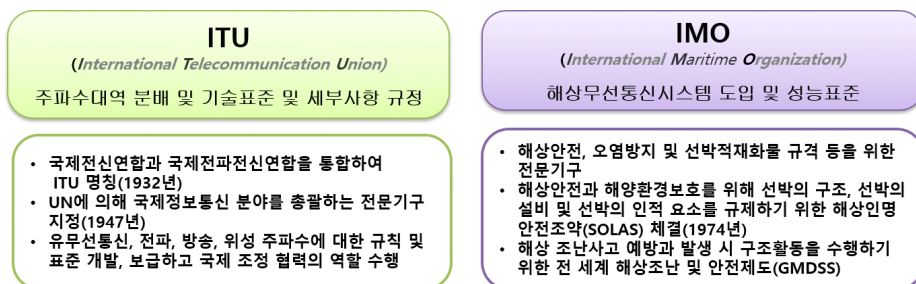 ITU
(International Telecommunication Union)
주파수대역 분배 및 기술표준 및 세부사항 규정
• 국제전신연합과 국제전파전신연합을 통합하여
ITU 명칭(1932년)
• UN에 의해 국제정보통신 분야를 총괄하는 전문기구
지정(1947년)
• 유무선통신, 전파, 방송, 위성 주파수에 대한 규칙 및
표준 개발, 보급하고 국제 조정 협력의 역할 수행
IMO
(International Maritime Organization)
해상무선통신시스템 도입 및 성능표준
• 해상안전, 오염방지 및 선박적재화물 규격 등을 위한
전문기구
• 해상안전과 해양환경보호를 위해 선박의 구조, 선박의
설비 및 선박의 인적 요소를 규제하기 위한 해상인명
안전조약(SOLAS) 체결(1974년)
• 해상 조난사고 예방과 발생 시 구조활동을 수행하기
위한 전 세계 해상조난 및 안전제도(GMDSS)